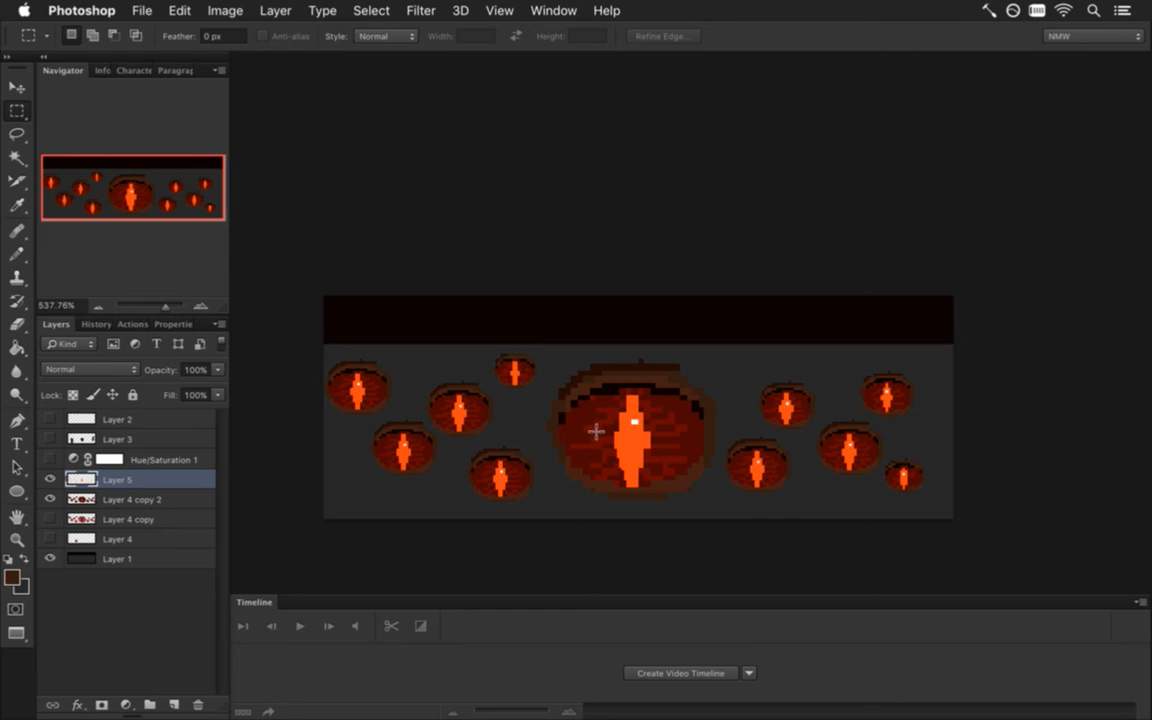 Photoshop File Edit Image Layer Type Select Filter 3D View Window Help
Feather: 0 px Anti-alias Style: Normal Width: Height: Refine Edge... NMW
Navigator Info Character Paragrap
537.76%
Layers History Actions Propertie
Kind
Normal Opacity: 100%
Lock: Fill: 100%
Layer 2
Layer 3
Hue/Saturation 1
Layer 5
Layer 4 copy 2
Layer 4 copy
Layer 4
Layer 1
Timeline
Create Video Timeline